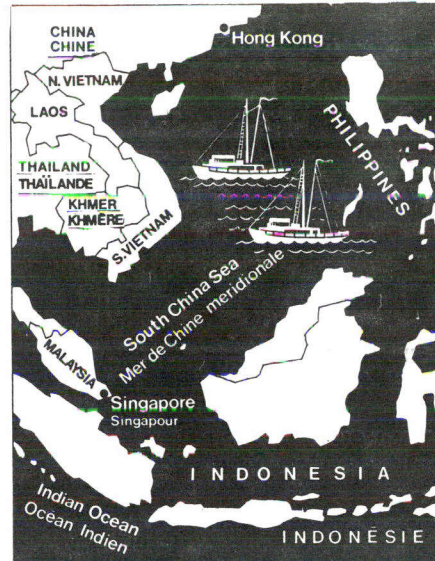 CHINA
CHINE
Hong Kong
N. VIETNAM
LAOS
PHILIPPINES
THAILAND
THAÏLANDE
KHMER
KHMÈRE
S. VIETNAM
South China Sea
Mer de Chine meridionale
MALAYSIA
Singapore
Singapour
INDONESIA
Indian Ocean
Océan Indien
INDONÉSIE